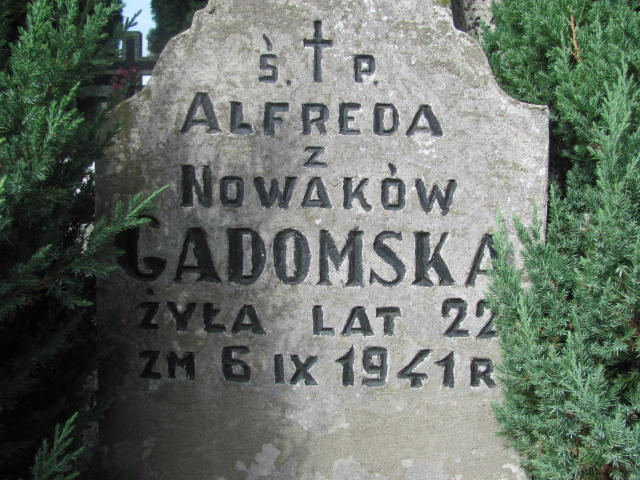 Ś. P.
ALFREDA
Z
NOWAKÓW
GADOMSKA
ŻYŁA LAT 22
ZM 6 IX 1941 R